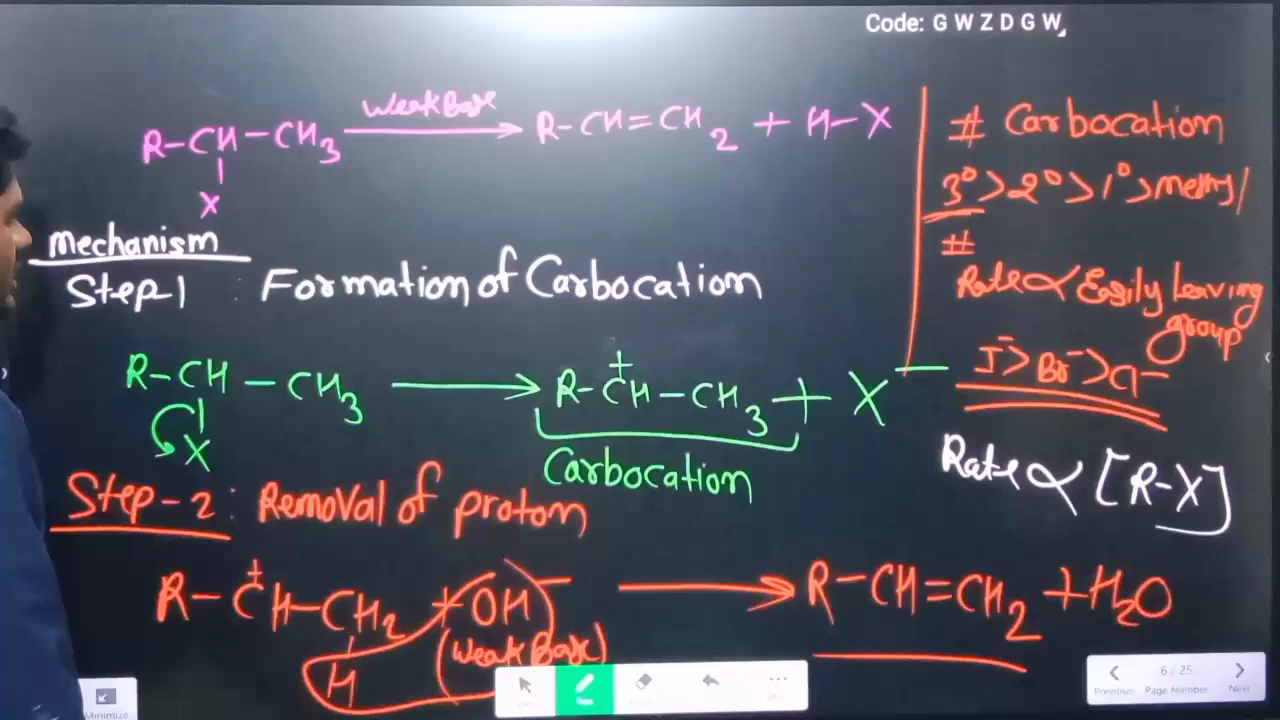 Code: G W Z D G W
R-CH-CH3 Weak Base → R-CH=CH2 + H-X
X
Mechanism
Step-1 : Formation of Carbocation
R-CH-CH3 → R-C+H-CH3 + X-
X
Carbocation
Step-2 : Removal of proton
R-C+H-CH2 + OH- → R-CH=CH2 + H2O
H
(Weak Base)
# Carbocation
3°>2°>1°>methyl
#
Rate ∝ Easily Leaving
group
I->Br->Cl-
Rate ∝ [R-X]
Minimize
6 / 25
Previous Page Number Next